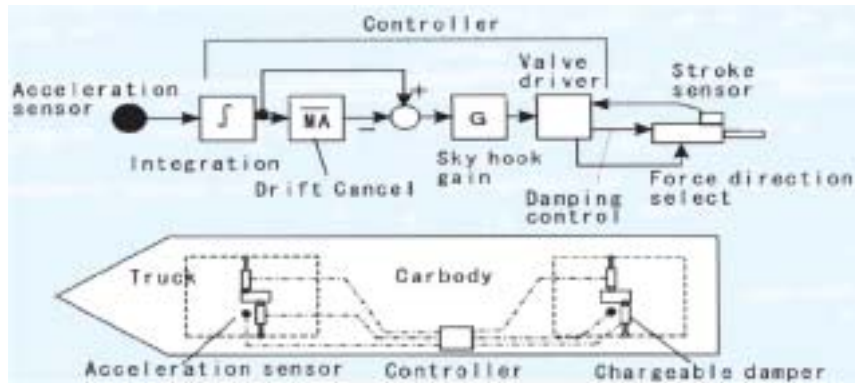 Controller
Acceleration
sensor
∫
MA
+
−
G
Valve
driver
Stroke
sensor
Integration
Drift Cancel
Sky hook
gain
Damping
control
Force direction
select
Truck
Carbody
Acceleration sensor
Controller
Chargeable damper